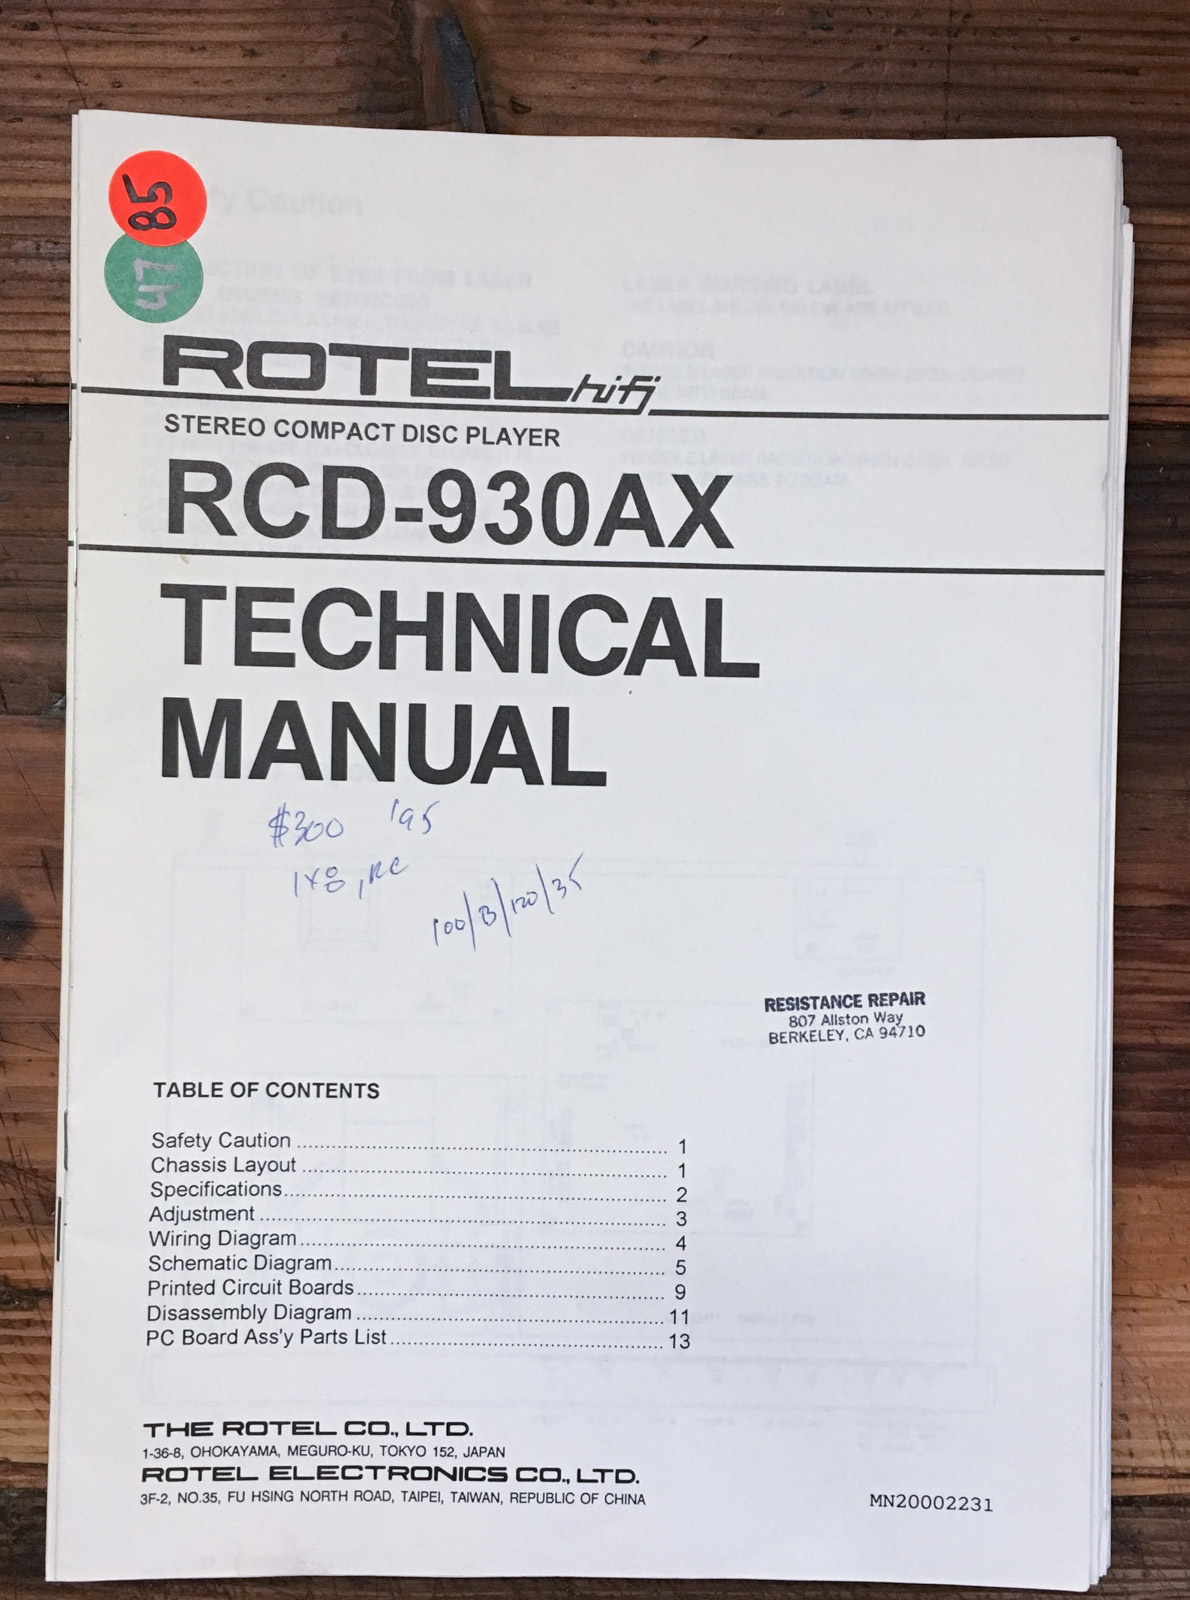 85
47
ROTEL hifi
STEREO COMPACT DISC PLAYER
RCD-930AX
TECHNICAL
MANUAL
$300 '95
1X8, RC
100/B/120/35
RESISTANCE REPAIR
807 Allston Way
BERKELEY, CA 94710
TABLE OF CONTENTS
Safety Caution ........ 1
Chassis Layout ........ 1
Specifications ........ 2
Adjustment ........ 3
Wiring Diagram ........ 4
Schematic Diagram ........ 5
Printed Circuit Boards ........ 9
Disassembly Diagram ........ 11
PC Board Ass'y Parts List ........ 13
THE ROTEL CO., LTD.
1-36-8, OHOKAYAMA, MEGURO-KU, TOKYO 152, JAPAN
ROTEL ELECTRONICS CO., LTD.
3F-2, NO.35, FU HSING NORTH ROAD, TAIPEI, TAIWAN, REPUBLIC OF CHINA
MN20002231